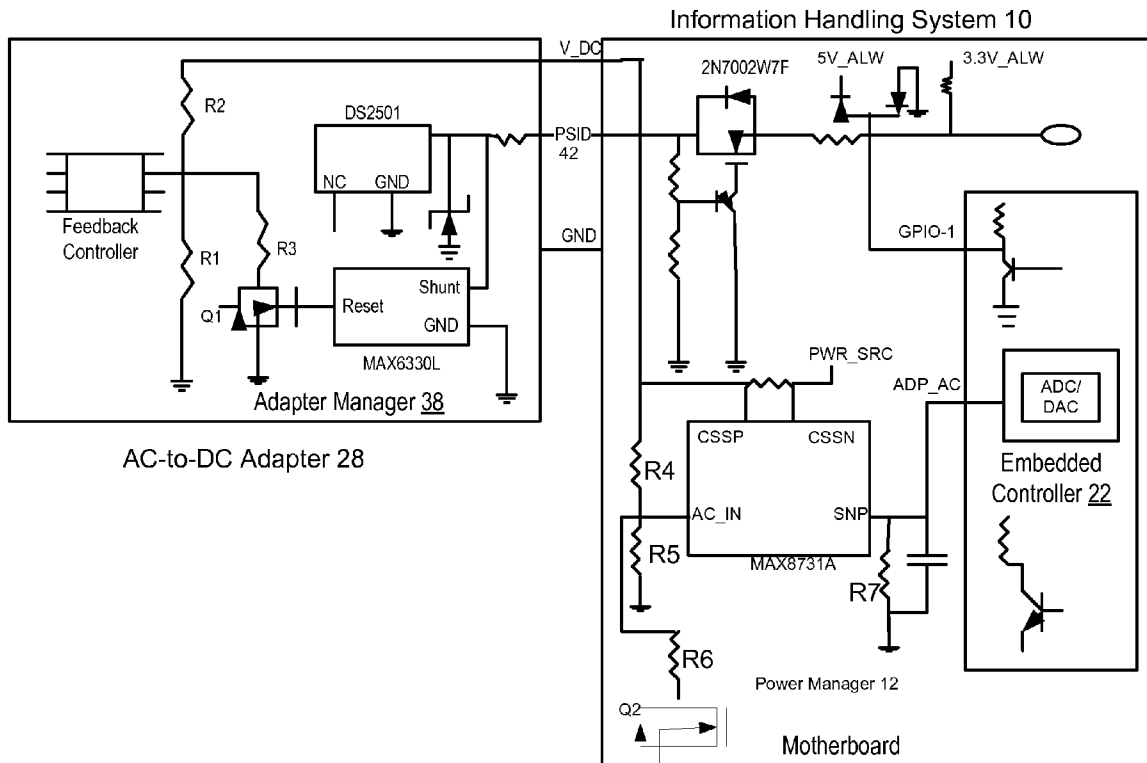 Information Handling System 10
V_DC
2N7002W7F
5V_ALW
3.3V_ALW
R2
DS2501
PSID
42
NC
GND
Feedback
Controller
R1
R3
GND
GPIO-1
Shunt
Reset
GND
Q1
MAX6330L
PWR_SRC
ADP_AC
ADC/
DAC
Adapter Manager 38
CSSP
CSSN
AC-to-DC Adapter 28
R4
Embedded
Controller 22
AC_IN
SNP
R5
MAX8731A
R7
R6
Power Manager 12
Q2
Motherboard